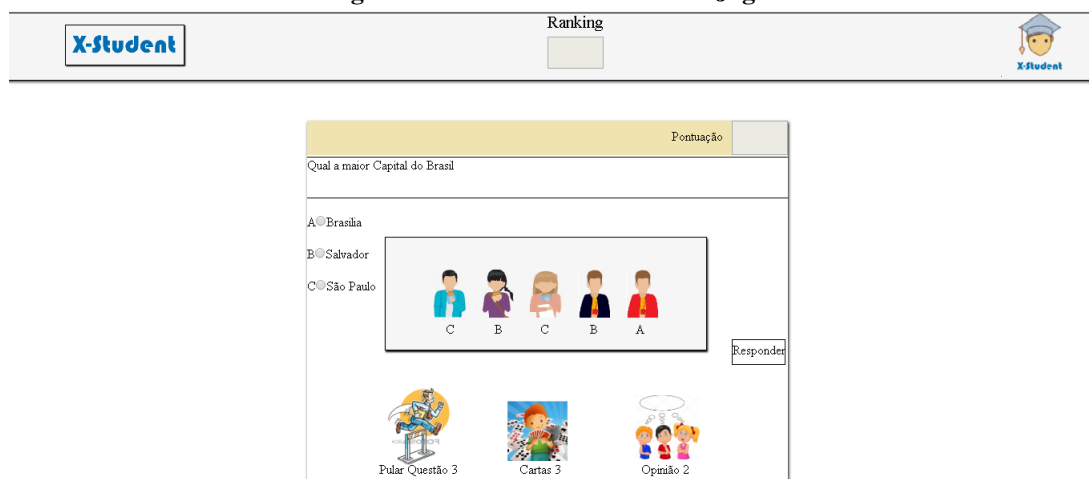 Ranking
X-Student
X-Student
Pontuação
Qual a maior Capital do Brasil
A Brasilia
B Salvador
C São Paulo
C B C B A
Responder
Pular Questão 3
Cartas 3
Opinião 2